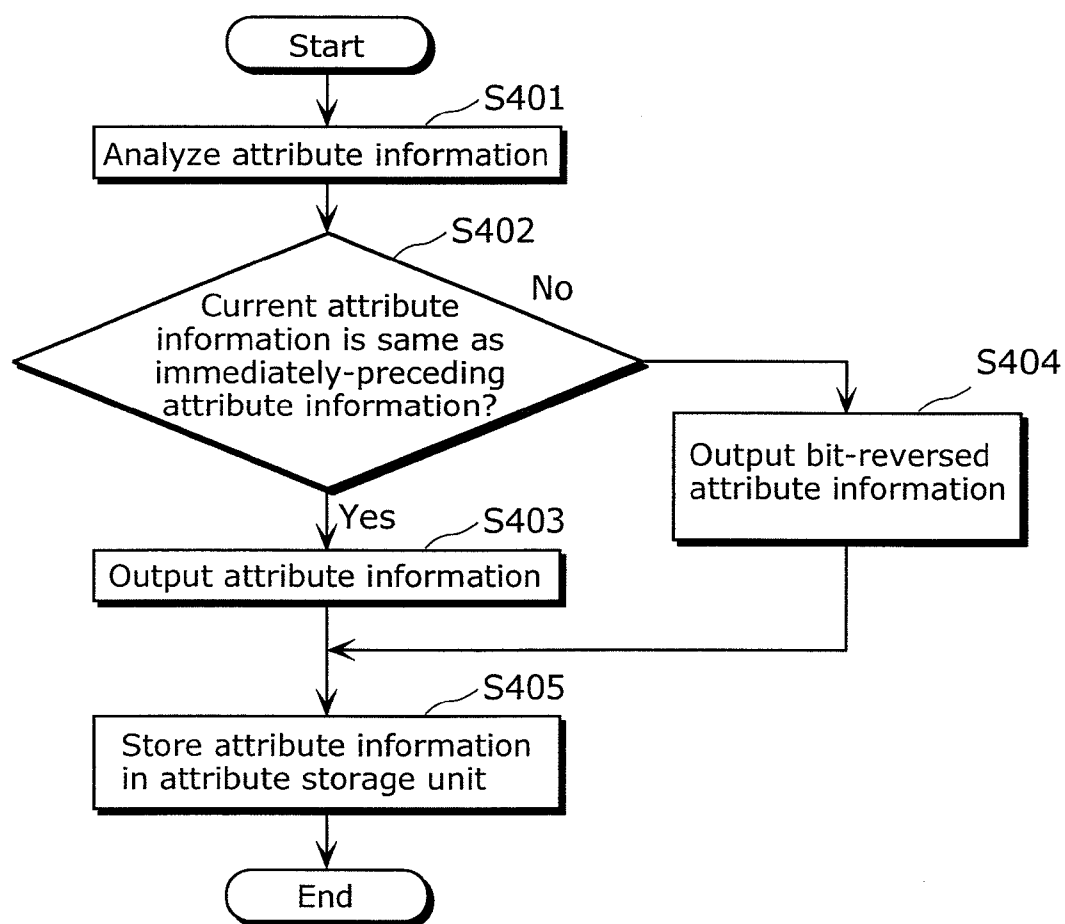 Start
S401
Analyze attribute information
S402
No
Current attribute
information is same as
immediately-preceding
attribute information?
S404
Output bit-reversed
attribute information
Yes
S403
Output attribute information
S405
Store attribute information
in attribute storage unit
End